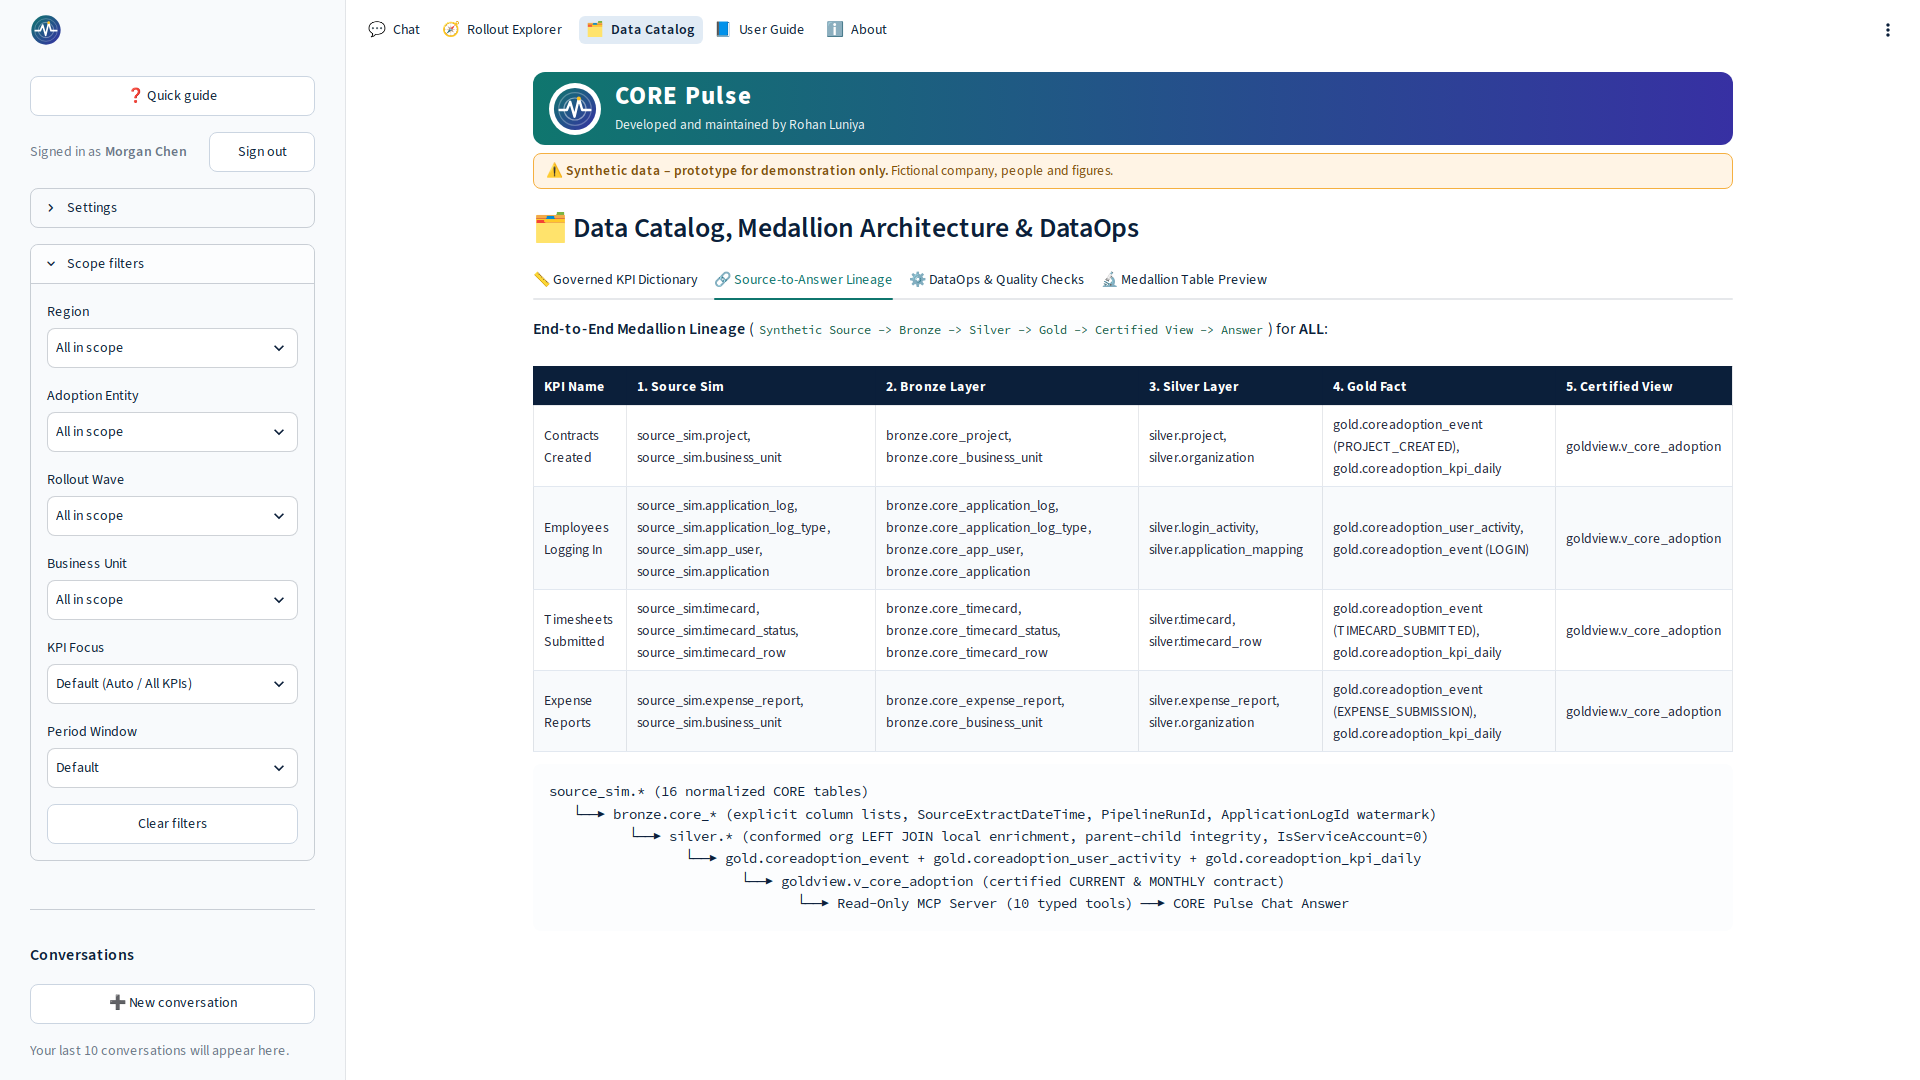 Quick guide
Signed in as Morgan Chen
Sign out
Settings
Scope filters
Region
All in scope
Adoption Entity
All in scope
Rollout Wave
All in scope
Business Unit
All in scope
KPI Focus
Default (Auto / All KPIs)
Period Window
Default
Clear filters
Conversations
➕ New conversation
Your last 10 conversations will appear here.
Chat
Rollout Explorer
Data Catalog
User Guide
About
CORE Pulse
Developed and maintained by Rohan Luniya
⚠️ Synthetic data – prototype for demonstration only. Fictional company, people and figures.
Data Catalog, Medallion Architecture & DataOps
Governed KPI Dictionary
Source-to-Answer Lineage
DataOps & Quality Checks
Medallion Table Preview
End-to-End Medallion Lineage ( Synthetic Source -> Bronze -> Silver -> Gold -> Certified View -> Answer ) for ALL:
KPI Name
1. Source Sim
2. Bronze Layer
3. Silver Layer
4. Gold Fact
5. Certified View
Contracts
Created
source_sim.project,
source_sim.business_unit
bronze.core_project,
bronze.core_business_unit
silver.project,
silver.organization
gold.coreadoption_event
(PROJECT_CREATED),
gold.coreadoption_kpi_daily
goldview.v_core_adoption
Employees
Logging In
source_sim.application_log,
source_sim.application_log_type,
source_sim.app_user,
source_sim.application
bronze.core_application_log,
bronze.core_application_log_type,
bronze.core_app_user,
bronze.core_application
silver.login_activity,
silver.application_mapping
gold.coreadoption_user_activity,
gold.coreadoption_event (LOGIN)
goldview.v_core_adoption
Timesheets
Submitted
source_sim.timecard,
source_sim.timecard_status,
source_sim.timecard_row
bronze.core_timecard,
bronze.core_timecard_status,
bronze.core_timecard_row
silver.timecard,
silver.timecard_row
gold.coreadoption_event
(TIMECARD_SUBMITTED),
gold.coreadoption_kpi_daily
goldview.v_core_adoption
Expense
Reports
source_sim.expense_report,
source_sim.business_unit
bronze.core_expense_report,
bronze.core_business_unit
silver.expense_report,
silver.organization
gold.coreadoption_event
(EXPENSE_SUBMISSION),
gold.coreadoption_kpi_daily
goldview.v_core_adoption
source_sim.* (16 normalized CORE tables)
└──► bronze.core_* (explicit column lists, SourceExtractDateTime, PipelineRunId, ApplicationLogId watermark)
└──► silver.* (conformed org LEFT JOIN local enrichment, parent-child integrity, IsServiceAccount=0)
└──► gold.coreadoption_event + gold.coreadoption_user_activity + gold.coreadoption_kpi_daily
└──► goldview.v_core_adoption (certified CURRENT & MONTHLY contract)
└──► Read-Only MCP Server (10 typed tools) ──► CORE Pulse Chat Answer